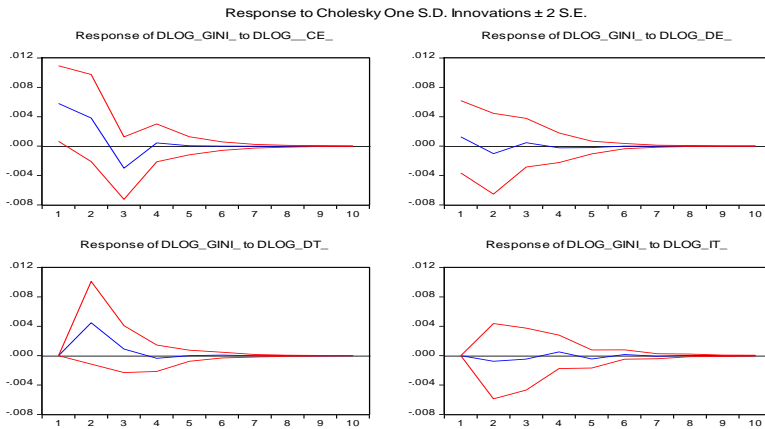 Response to Cholesky One S.D. Innovations ± 2 S.E.
Response of DLOG_GINI_ to DLOG__CE_
.012
.008
.004
.000
-.004
-.008
1 2 3 4 5 6 7 8 9 10
Response of DLOG_GINI_ to DLOG_DE_
.012
.008
.004
.000
-.004
-.008
1 2 3 4 5 6 7 8 9 10
Response of DLOG_GINI_ to DLOG_DT_
.012
.008
.004
.000
-.004
-.008
1 2 3 4 5 6 7 8 9 10
Response of DLOG_GINI_ to DLOG_IT_
.012
.008
.004
.000
-.004
-.008
1 2 3 4 5 6 7 8 9 10